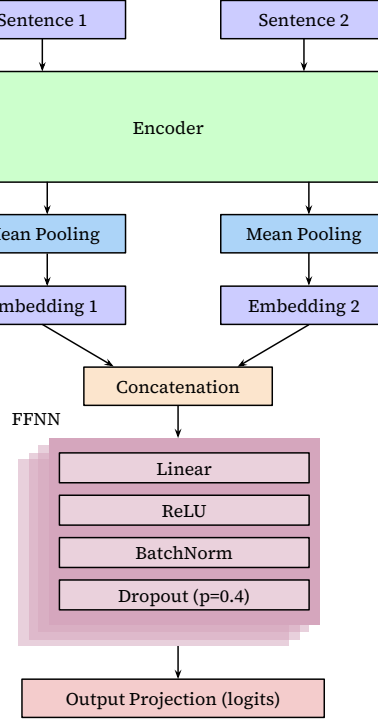 Sentence 1
Sentence 2
Encoder
ean Pooling
Mean Pooling
mbedding 1
Embedding 2
Concatenation
FFNN
Linear
ReLU
BatchNorm
Dropout (p=0.4)
Output Projection (logits)